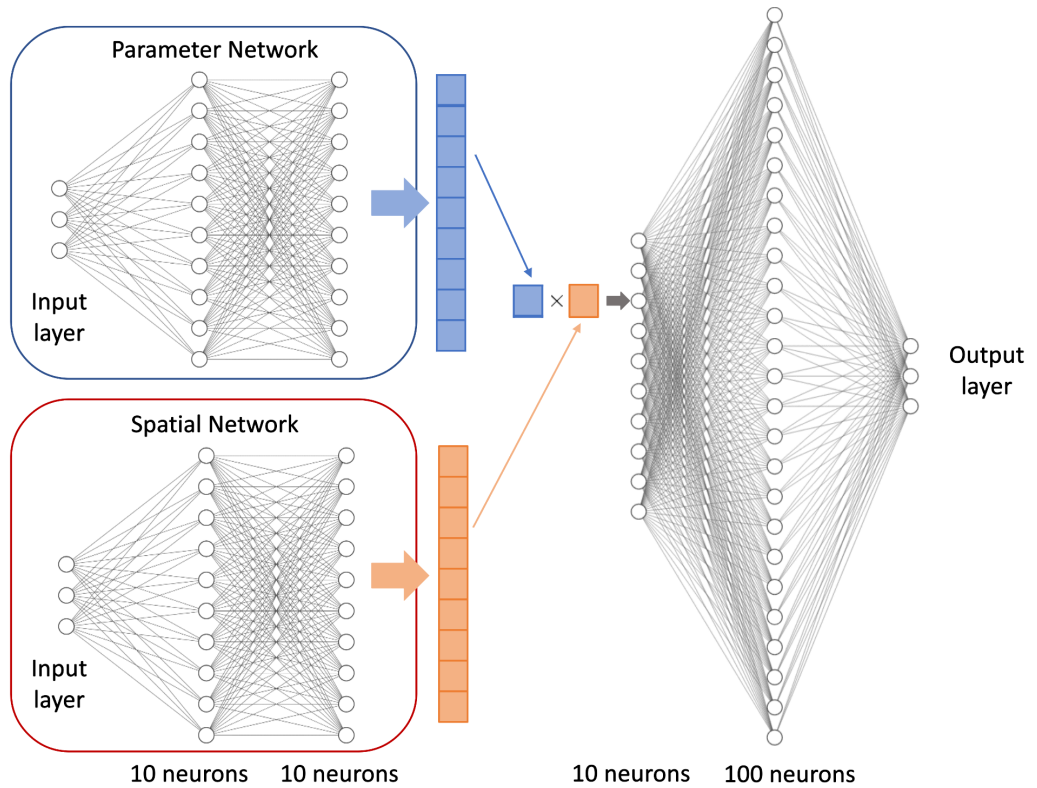 Parameter Network
Input
layer
Spatial Network
Input
layer
×
Output
layer
10 neurons
10 neurons
10 neurons
100 neurons